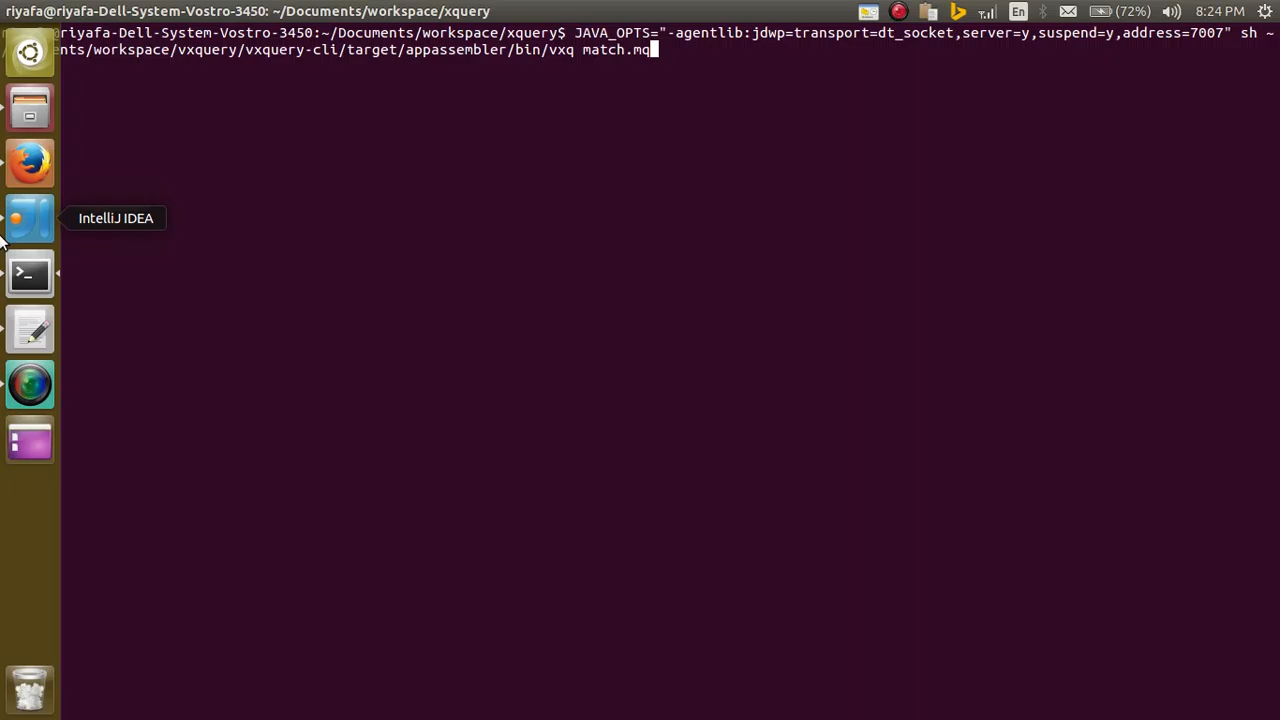 riyafa@riyafa-Dell-System-Vostro-3450: ~/Documents/workspace/xquery
(72%)
8:24 PM
En
riyafa@riyafa-Dell-System-Vostro-3450:~/Documents/workspace/xquery$ JAVA_OPTS="-agentlib:jdwp=transport=dt_socket,server=y,suspend=y,address=7007" sh ~
ents/workspace/vxquery/vxquery-cli/target/appassembler/bin/vxq match.mq
IntelliJ IDEA